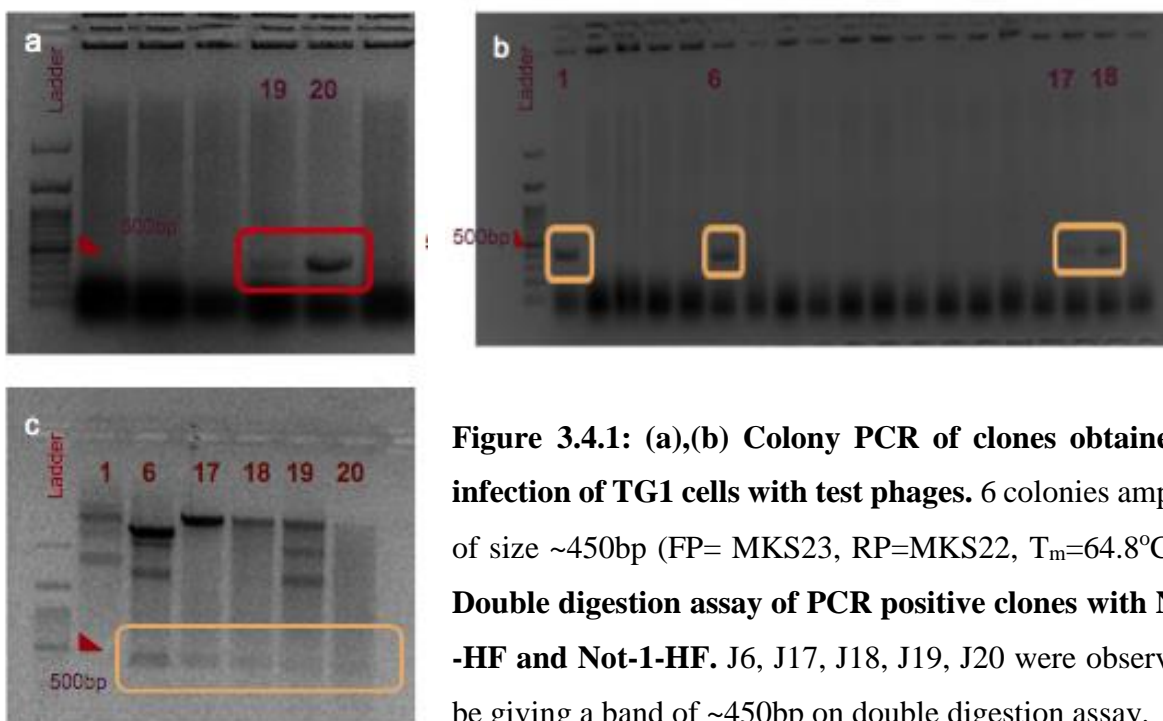 a
Ladder
19 20
500bp
b
Ladder
1 6 17 18
500bp
c
Ladder
1 6 17 18 19 20
500bp
Figure 3.4.1: (a),(b) Colony PCR of clones
infection of TG1 cells with test phages. 6 colonies
of size ~450bp (FP= MKS23, RP=MKS22, Tm=64.8°C
Double digestion assay of PCR positive clones with
-HF and Not-1-HF. J6, J17, J18, J19, J20 were
be giving a band of ~450bp on double digestion assay.